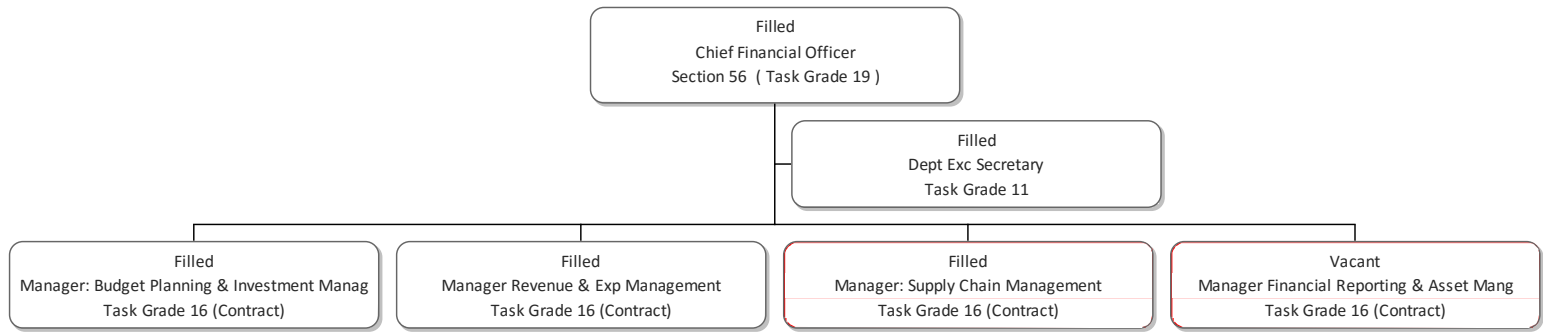 Filled
Chief Financial Officer
Section 56 ( Task Grade 19 )
Filled
Dept Exc Secretary
Task Grade 11
Filled
Manager: Budget Planning & Investment Manag
Task Grade 16 (Contract)
Filled
Manager Revenue & Exp Management
Task Grade 16 (Contract)
Filled
Manager: Supply Chain Management
Task Grade 16 (Contract)
Vacant
Manager Financial Reporting & Asset Mang
Task Grade 16 (Contract)